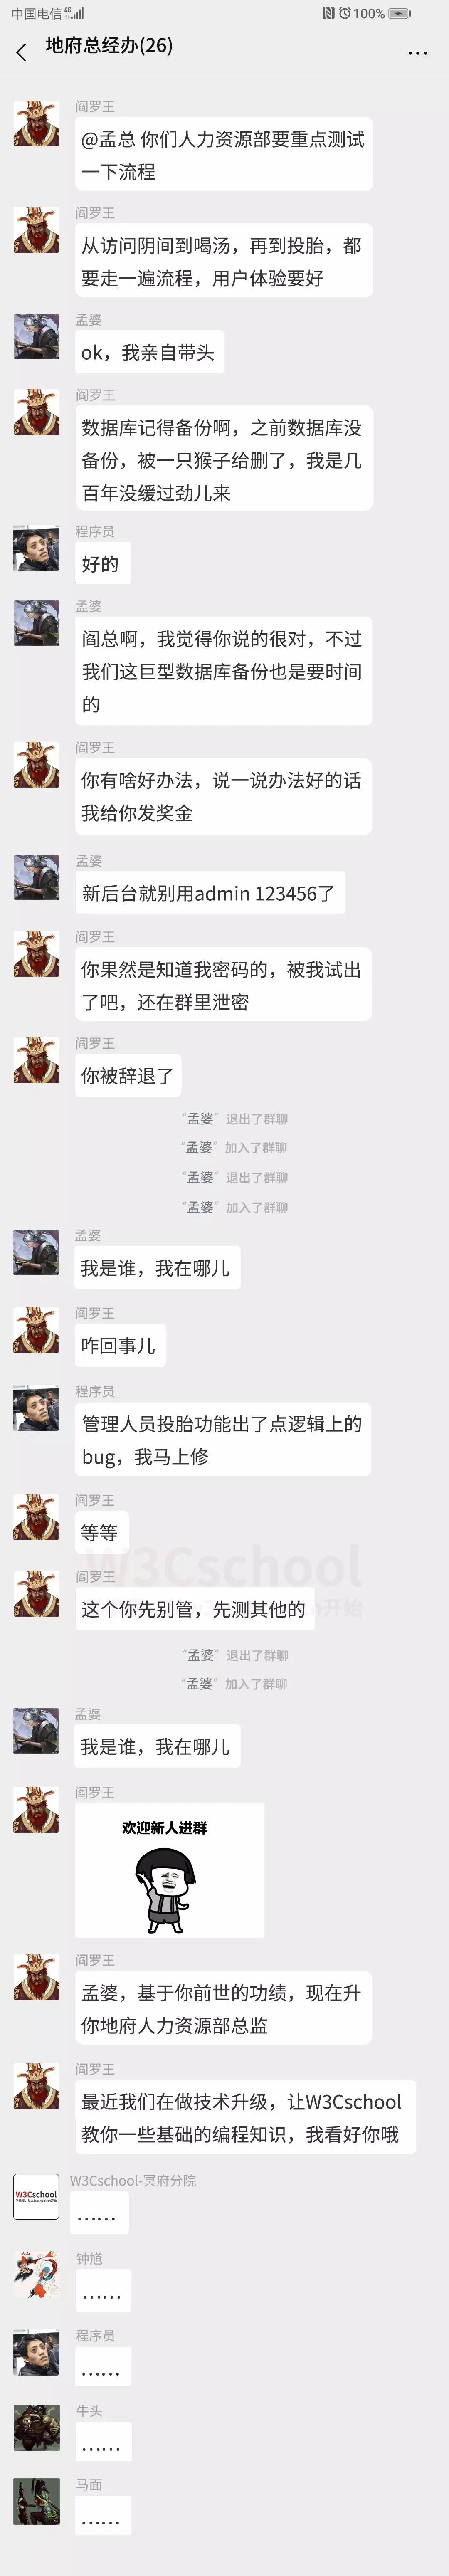 中国电信 4G
100%
地府总经办(26)
阎罗王
@孟总 你们人力资源部要重点测试
一下流程
阎罗王
从访问阴间到喝汤，再到投胎，都
要走一遍流程，用户体验要好
孟婆
ok，我亲自带头
阎罗王
数据库记得备份啊，之前数据库没
备份，被一只猴子给删了，我是几
百年没缓过劲儿来
程序员
好的
孟婆
阎总啊，我觉得你说的很对，不过
我们这巨型数据库备份也是要时间
的
阎罗王
你有啥好办法，说一说办法好的话
我给你发奖金
孟婆
新后台就别用admin 123456了
阎罗王
你果然是知道我密码的，被我试出
了吧，还在群里泄密
阎罗王
你被辞退了
“孟婆” 退出了群聊
“孟婆” 加入了群聊
“孟婆” 退出了群聊
“孟婆” 加入了群聊
孟婆
我是谁，我在哪儿
阎罗王
咋回事儿
程序员
管理人员投胎功能出了点逻辑上的
bug，我马上修
阎罗王
等等
W3Cschool
阎罗王
这个你先别管，先测其他的
n开始
“孟婆” 退出了群聊
“孟婆” 加入了群聊
孟婆
我是谁，我在哪儿
阎罗王
欢迎新人进群
阎罗王
孟婆，基于你前世的功绩，现在升
你地府人力资源部总监
阎罗王
最近我们在做技术升级，让W3Cschool
教你一些基础的编程知识，我看好你哦
W3Cschool-冥府分院
W3Cschool
……
钟馗
……
程序员
……
牛头
……
马面
……